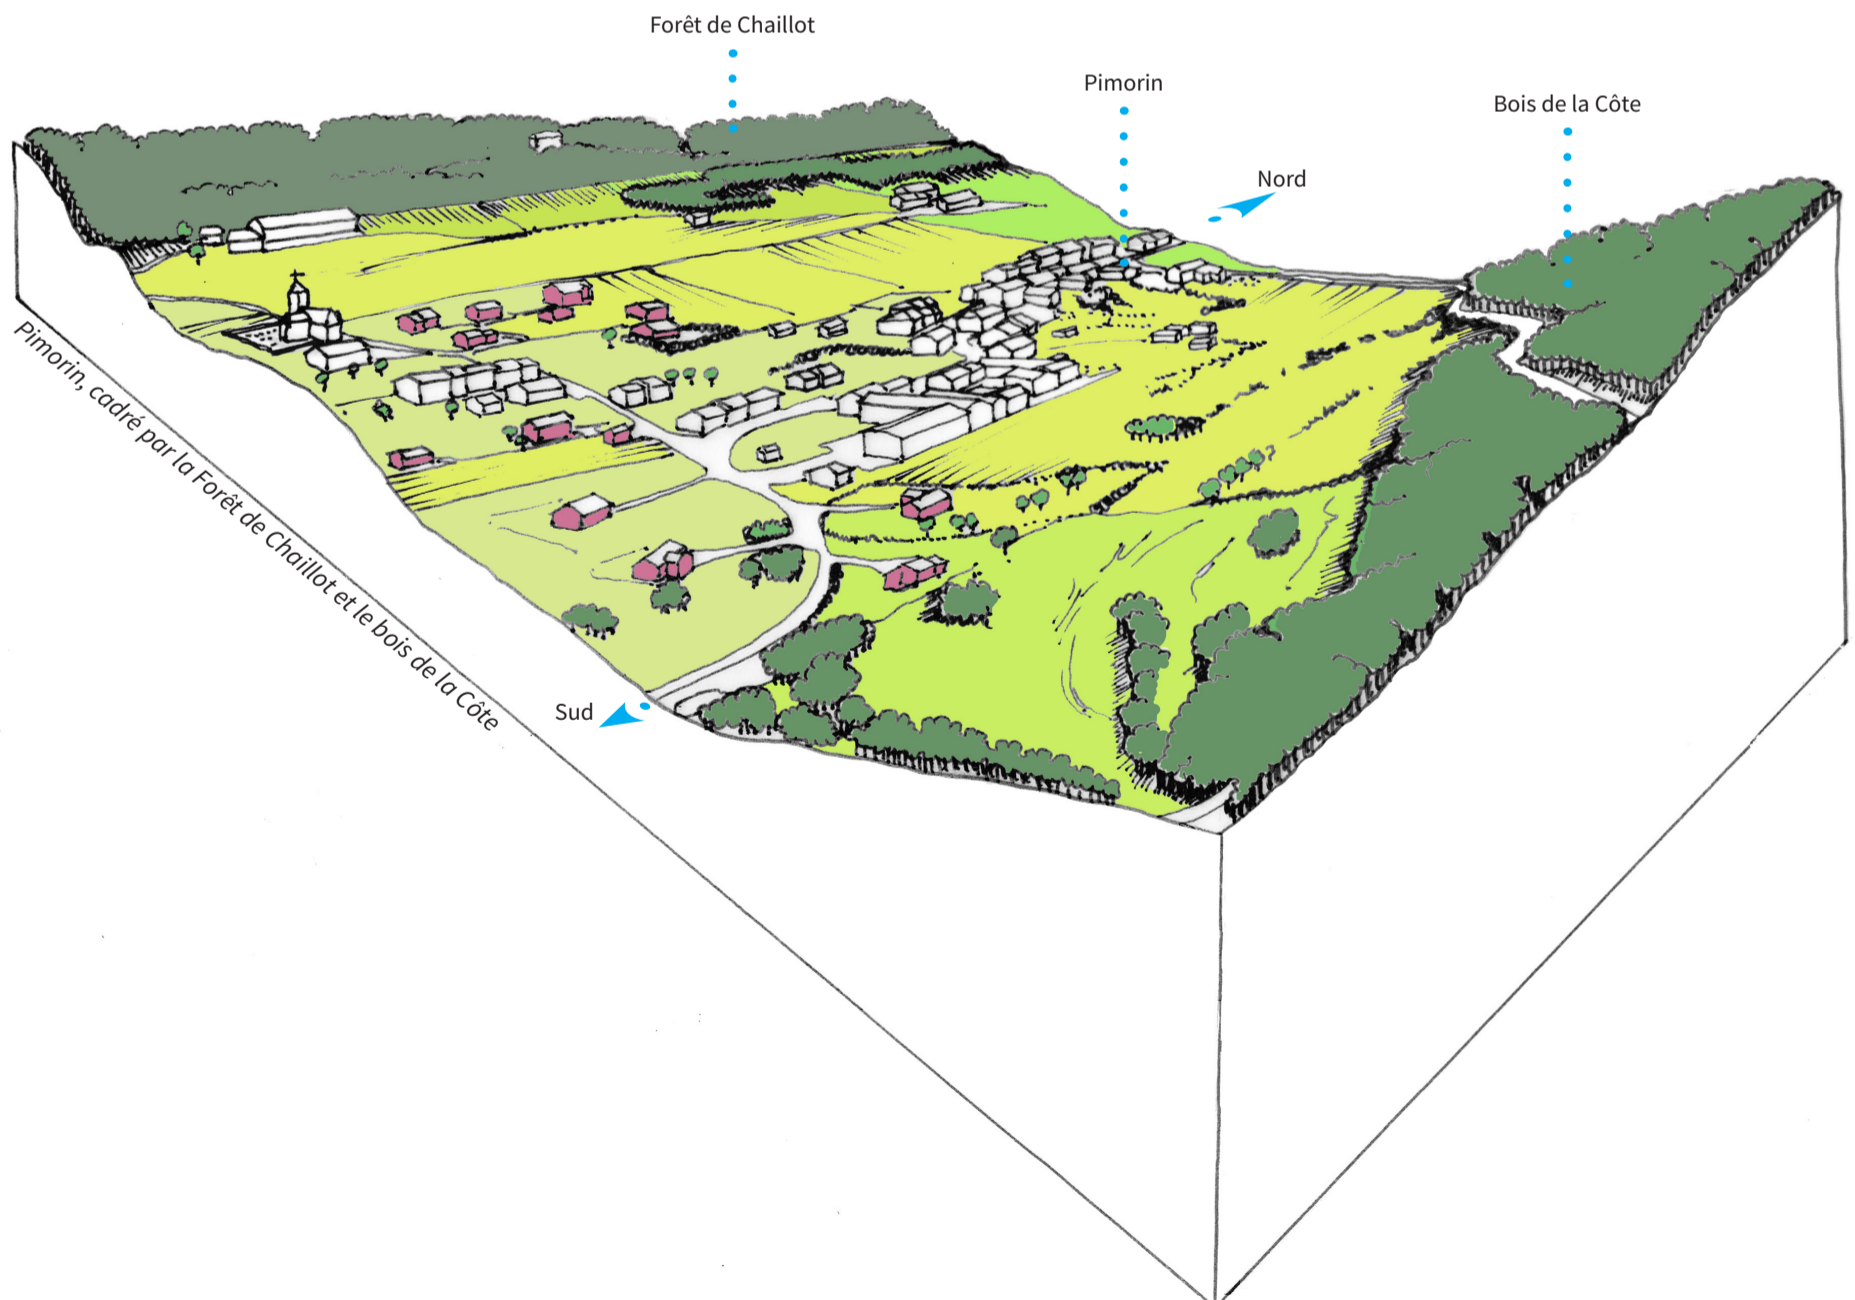 Forêt de Chaillot
Pimorin
Bois de la Côte
Nord
Pimorin, cadré par la Forêt de Chaillot et le bois de la Côte
Sud